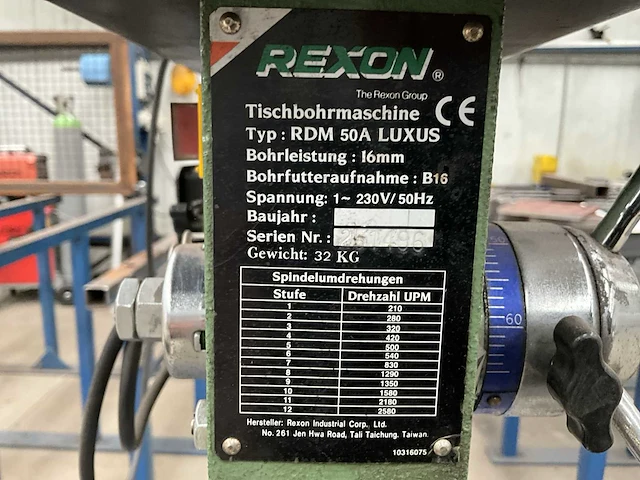 REXON®
The Rexon Group
Tischbohrmaschine CE
Typ : RDM 50A LUXUS
Bohrleistung : 16mm
Bohrfutteraufnahme : B16
Spannung: 1~ 230V/50Hz
Baujahr :
Serien Nr. :
Gewicht: 32 KG
Spindelumdrehungen
Stufe Drehzahl UPM
1 210
2 280
3 320
4 420
5 500
6 540
7 830
8 1290
9 1350
10 1580
11 2180
12 2580
Hersteller: Rexon Industrial Corp. Ltd.
No. 261 Jen Hwa Road, Tali Taichung. Taiwan.
10316075
60